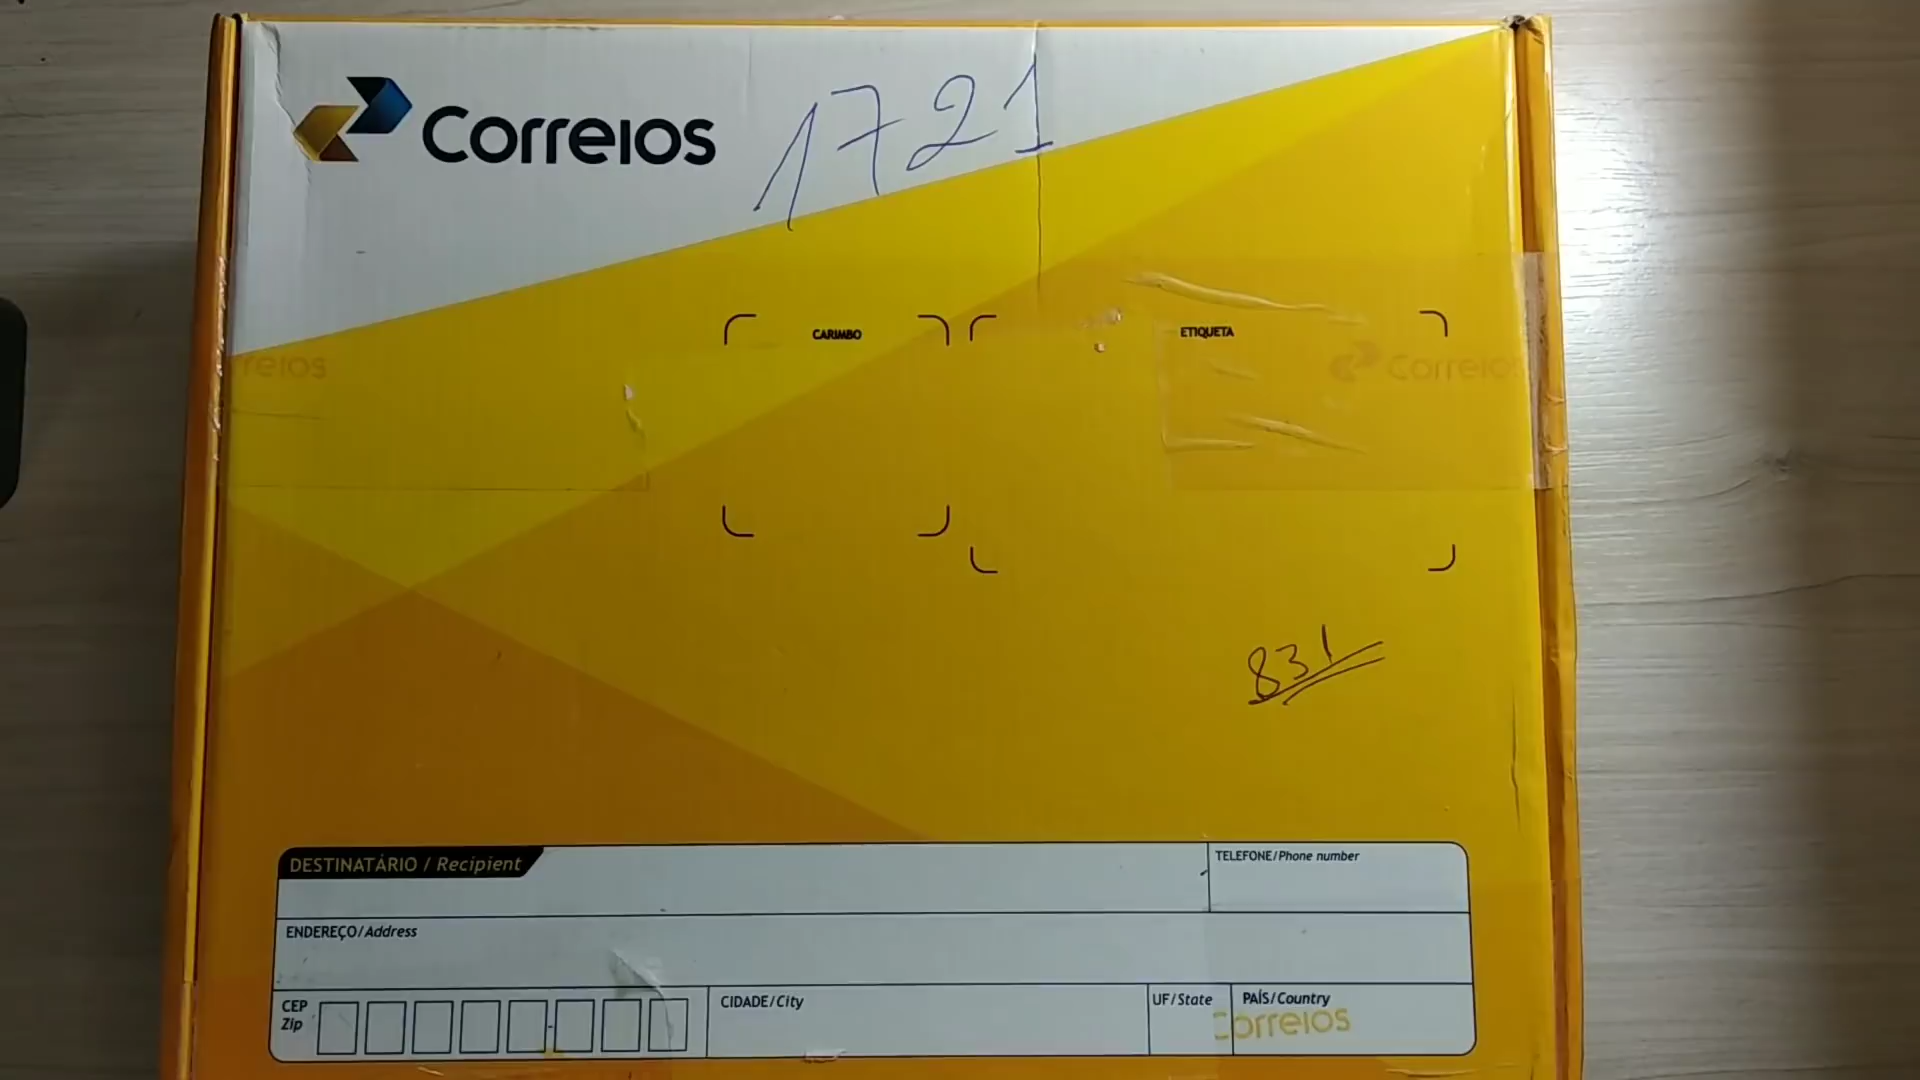 Correios
1721
CARIMBO
ETIQUETA
reios
Correios
831
DESTINATÁRIO / Recipient
TELEFONE/Phone number
ENDEREÇO/Address
CEP
Zip
CIDADE/City
UF/State
PAÍS/Country
Correios